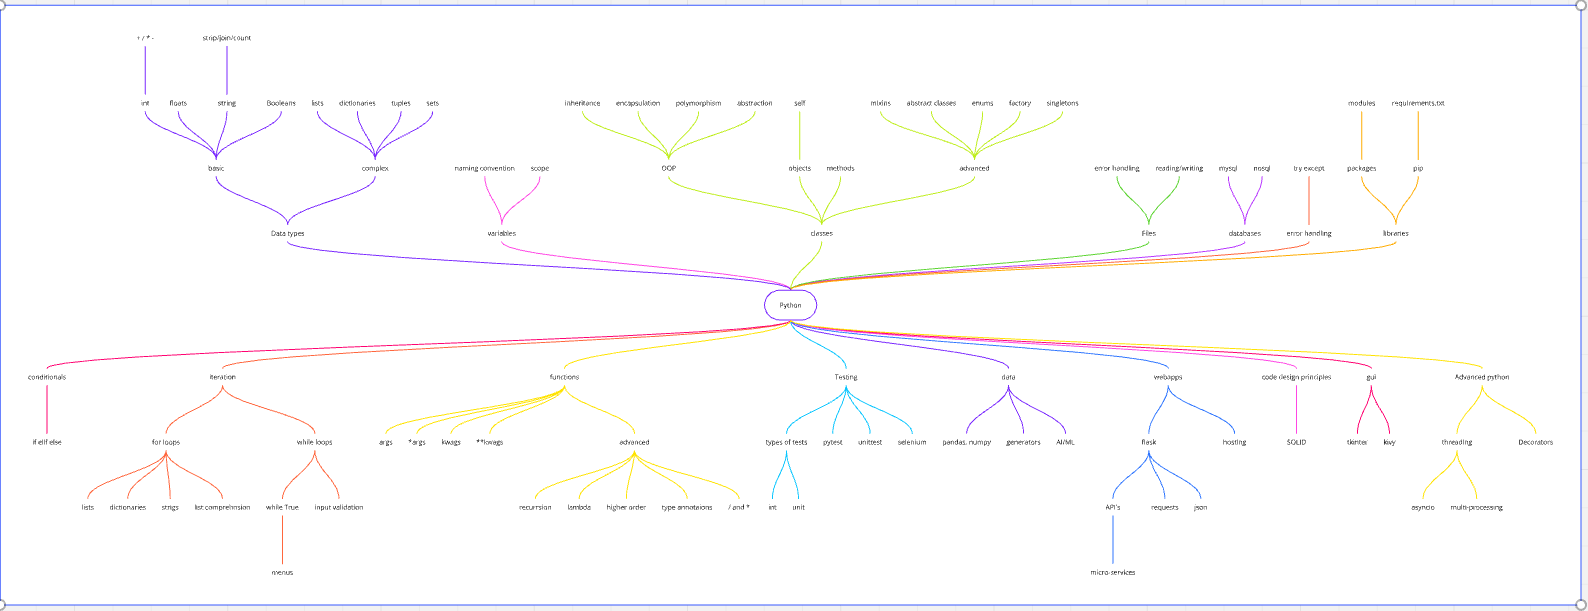 + / * -
strip/join/count
int
floats
string
Booleans
lists
dictionaries
tuples
sets
inheritance
encapsulation
polymorphism
abstraction
self
mixins
abstract classes
enums
factory
singletons
modules
requirements.txt
basic
complex
naming convention
scope
OOP
objects
methods
advanced
error handling
reading/writing
mysql
nosql
try except
packages
pip
Data types
variables
classes
Files
databases
error handling
libraries
Python
conditionals
iteration
functions
Testing
data
webapps
code design principles
gui
Advanced python
if elif else
for loops
while loops
args
*args
kwags
**kwags
advanced
types of tests
pytest
unittest
selenium
pandas, numpy
generators
AI/ML
flask
hosting
SOLID
tkinter
kivy
threading
Decorators
lists
dictionaries
strigs
list comprehnsion
while True
input validation
recurrsion
lambda
higher order
type annotaions
/ and *
int
unit
API's
requests
json
asyncio
multi-processing
menus
micro-services